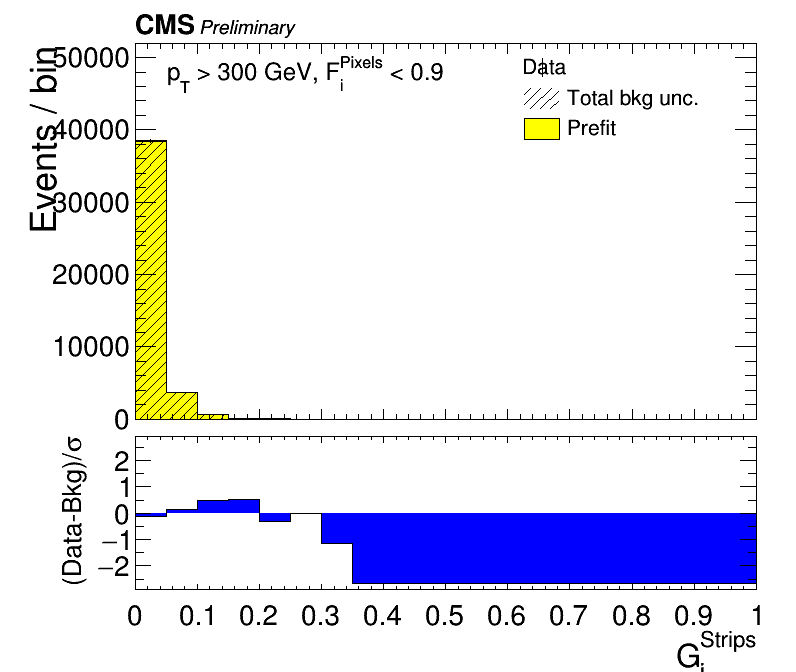 CMS Preliminary
p_T > 300 GeV, F_i^Pixels < 0.9
Data
Total bkg unc.
Prefit
Events / bin
50000
40000
30000
20000
10000
0
(Data-Bkg)/σ
2
1
0
−1
−2
0 0.1 0.2 0.3 0.4 0.5 0.6 0.7 0.8 0.9 1
G_i^Strips